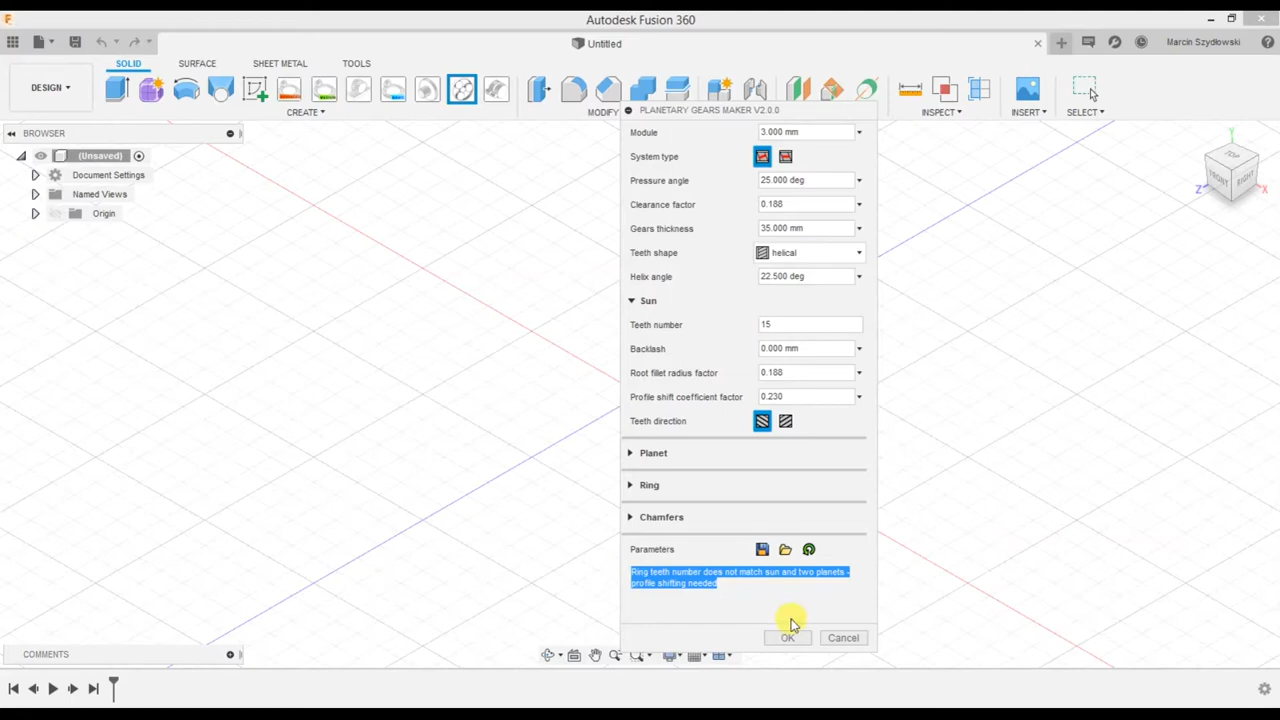 Autodesk Fusion 360
Untitled
Marcin Szydłowski
DESIGN
SOLID
SURFACE
SHEET METAL
TOOLS
CREATE
MODIFY
INSPECT
INSERT
SELECT
BROWSER
(Unsaved)
Document Settings
Named Views
Origin
TOP
FRONT
RIGHT
Y
Z
X
PLANETARY GEARS MAKER V2.0.0
Module 3.000 mm
System type
Pressure angle 25.000 deg
Clearance factor 0.188
Gears thickness 35.000 mm
Teeth shape helical
Helix angle 22.500 deg
Sun
Teeth number 15
Backlash 0.000 mm
Root fillet radius factor 0.188
Profile shift coefficient factor 0.230
Teeth direction
Planet
Ring
Chamfers
Parameters
Ring teeth number does not match sun and two planets -
profile shifting needed
OK Cancel
COMMENTS